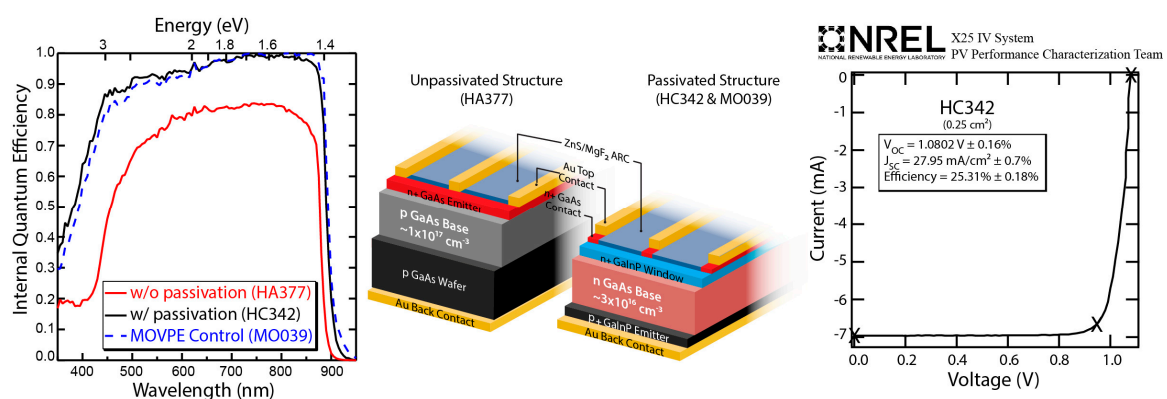 Energy (eV)
3 2 1.8 1.6 1.4
1.0
0.9
0.8
0.7
0.6
0.5
0.4
0.3
0.2
0.1
0.0
Internal Quantum Efficiency
w/o passivation (HA377)
w/ passivation (HC342)
MOVPE Control (MO039)
400 500 600 700 800 900
Wavelength (nm)
Unpassivated Structure
(HA377)
Passivated Structure
(HC342 & MO039)
ZnS/MgF₂ ARC
Au Top
Contact
n+ GaAs
Contact
n+ GaAs Emitter
p GaAs Base
~1x10¹⁷ cm⁻³
p GaAs Wafer
Au Back Contact
n+ GaInP Window
n GaAs Base
~3x10¹⁶ cm⁻³
p+ GaInP Emitter
Au Back Contact
NREL
NATIONAL RENEWABLE ENERGY LABORATORY
X25 IV System
PV Performance Characterization Team
HC342
(0.25 cm²)
V_OC = 1.0802 V ± 0.16%
J_SC = 27.95 mA/cm² ± 0.7%
Efficiency = 25.31% ± 0.18%
0
-1
-2
-3
-4
-5
-6
-7
Current (mA)
0.0 0.2 0.4 0.6 0.8 1.0
Voltage (V)